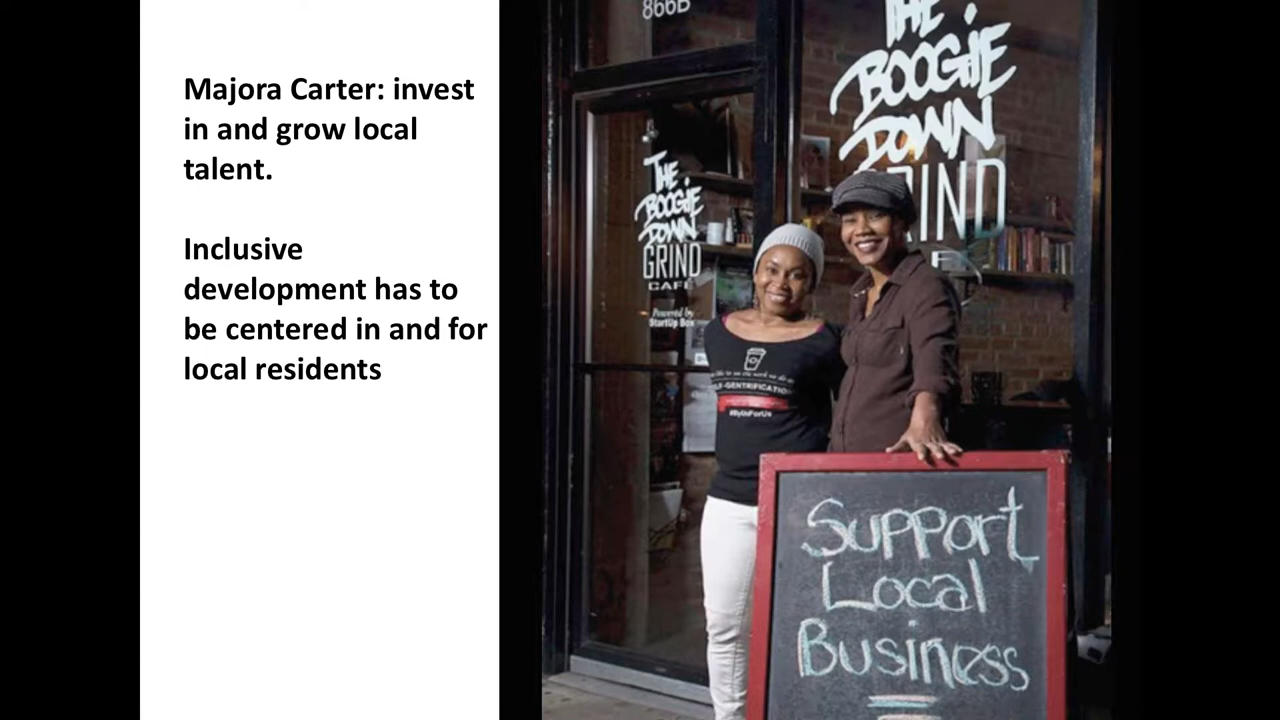 Majora Carter: invest
in and grow local
talent.
Inclusive
development has to
be centered in and for
local residents
866B
THE
BOOGIE
DOWN
GRIND
THE
BOOGIE
DOWN
GRIND
CAFÉ
Powered by
StartUp Box
#ByUsForUs
Support
Local
Business